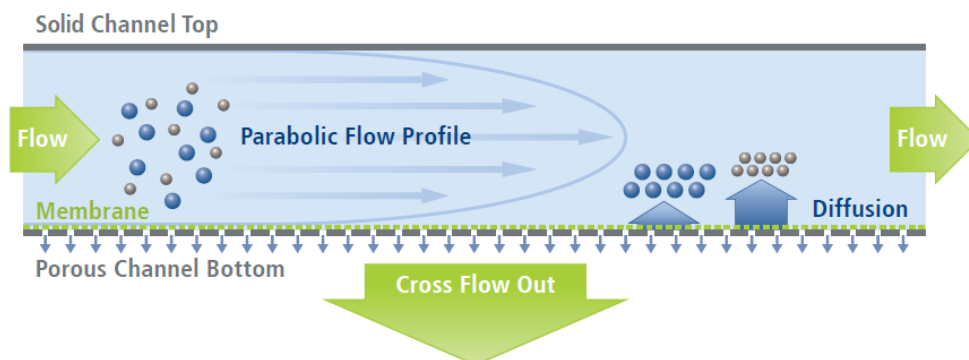 Solid Channel Top
Flow
Parabolic Flow Profile
Flow
Membrane
Diffusion
Porous Channel Bottom
Cross Flow Out